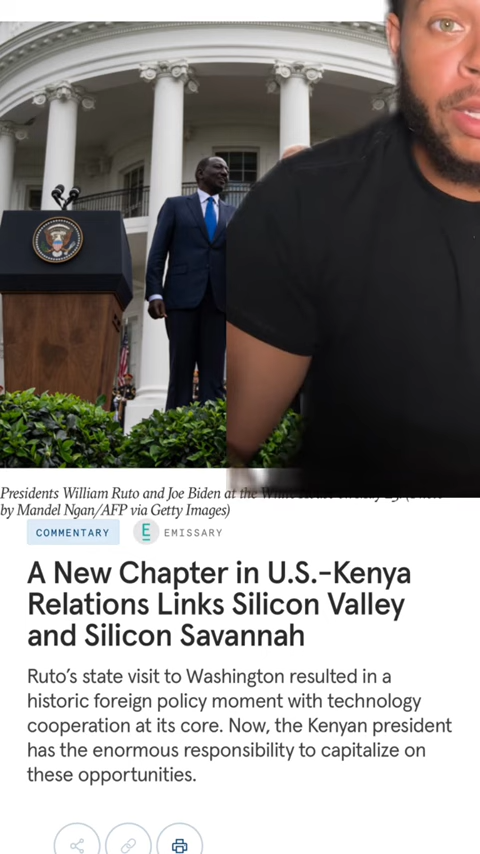 Presidents William Ruto and Joe Biden at the
by Mandel Ngan/AFP via Getty Images)
COMMENTARY
E EMISSARY
A New Chapter in U.S.-Kenya
Relations Links Silicon Valley
and Silicon Savannah
Ruto's state visit to Washington resulted in a
historic foreign policy moment with technology
cooperation at its core. Now, the Kenyan president
has the enormous responsibility to capitalize on
these opportunities.